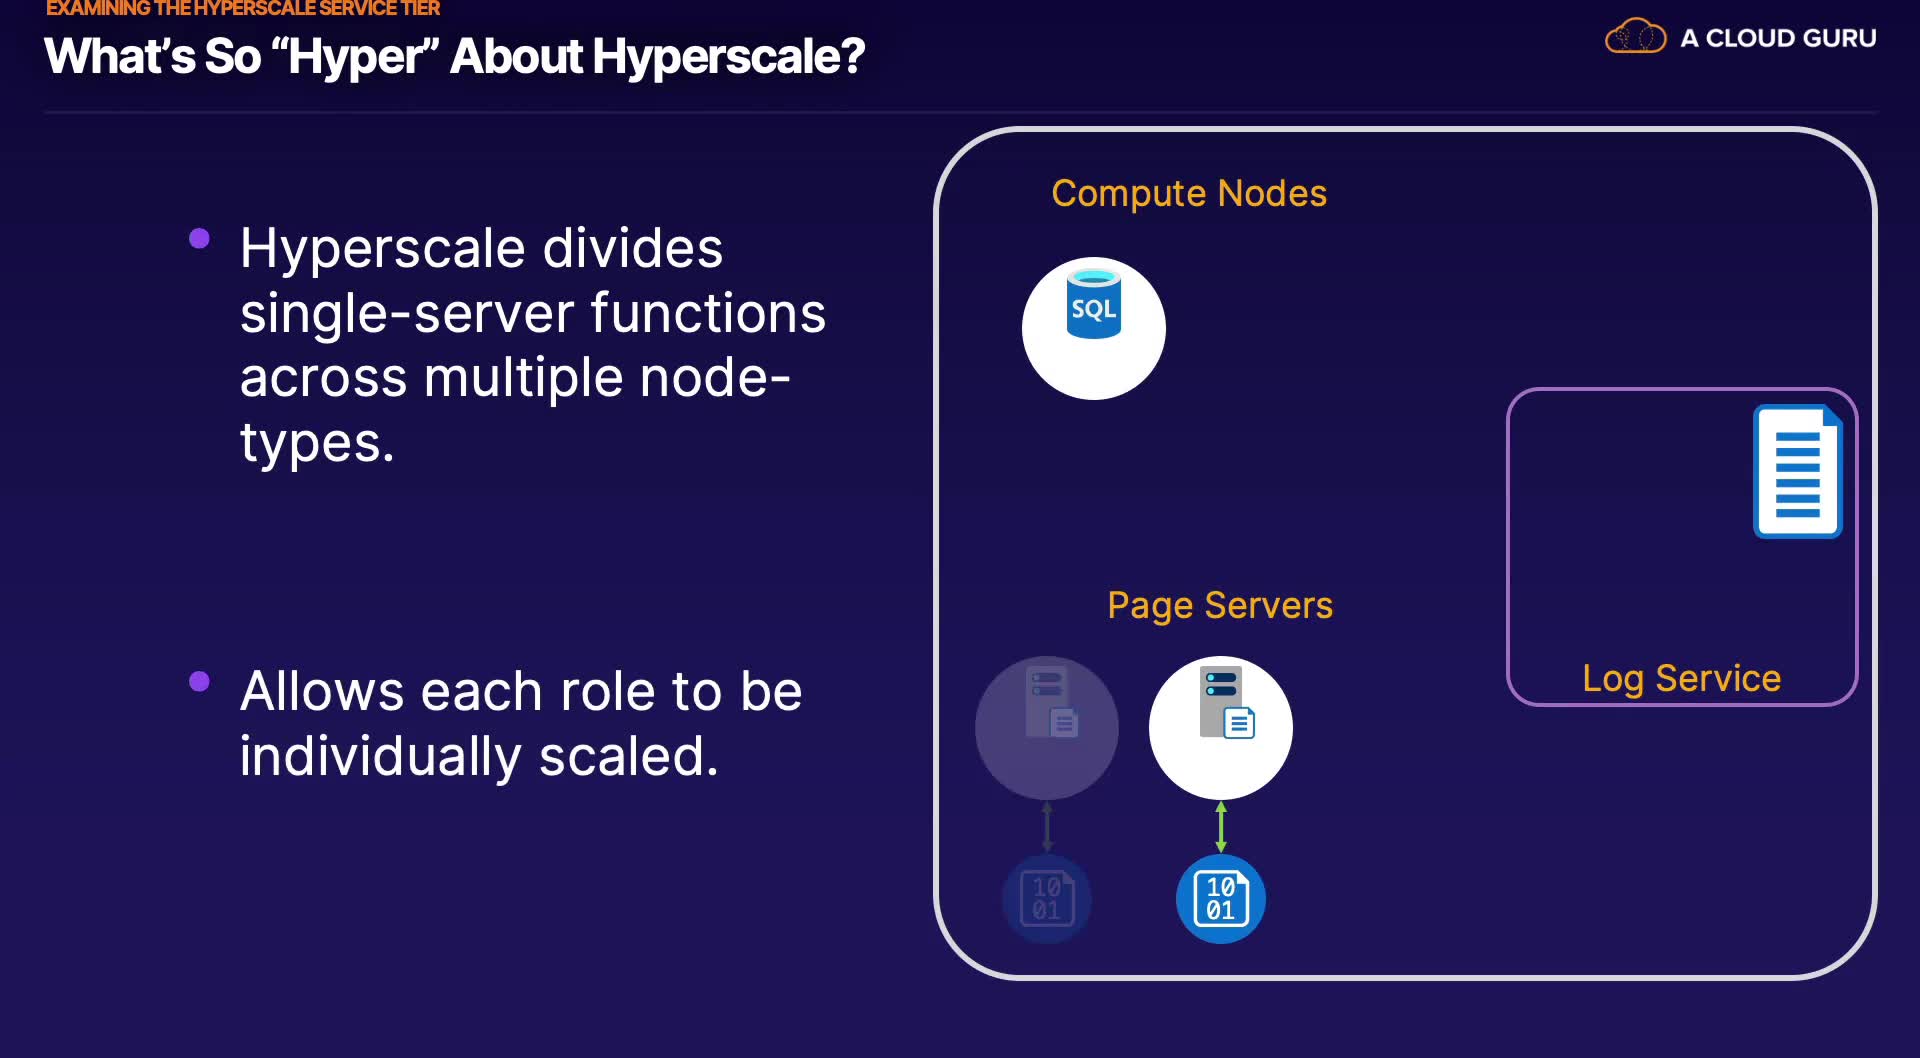 EXAMINING THE HYPERSCALE SERVICE TIER
What's So “Hyper” About Hyperscale?
A CLOUD GURU
Hyperscale divides
single-server functions
across multiple node-
types.
Allows each role to be
individually scaled.
Compute Nodes
SQL
Page Servers
Log Service
10
01
10
01